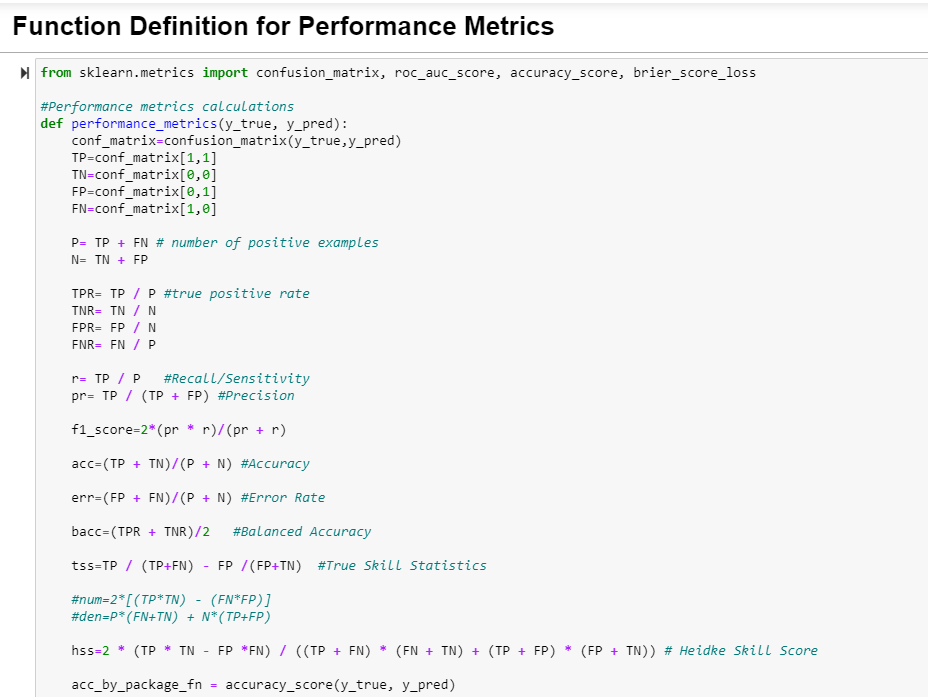 Function Definition for Performance Metrics
from sklearn.metrics import confusion_matrix, roc_auc_score, accuracy_score, brier_score_loss
#Performance metrics calculations
def performance_metrics(y_true, y_pred):
    conf_matrix=confusion_matrix(y_true,y_pred)
    TP=conf_matrix[1,1]
    TN=conf_matrix[0,0]
    FP=conf_matrix[0,1]
    FN=conf_matrix[1,0]
    P= TP + FN # number of positive examples
    N= TN + FP
    TPR= TP / P #true positive rate
    TNR= TN / N
    FPR= FP / N
    FNR= FN / P
    r= TP / P   #Recall/Sensitivity
    pr= TP / (TP + FP) #Precision
    f1_score=2*(pr * r)/(pr + r)
    acc=(TP + TN)/(P + N) #Accuracy
    err=(FP + FN)/(P + N) #Error Rate
    bacc=(TPR + TNR)/2   #Balanced Accuracy
    tss=TP / (TP+FN) - FP /(FP+TN)  #True Skill Statistics
    #num=2*[(TP*TN) - (FN*FP)]
    #den=P*(FN+TN) + N*(TP+FP)
    hss=2 * (TP * TN - FP *FN) / ((TP + FN) * (FN + TN) + (TP + FP) * (FP + TN)) # Heidke Skill Score
    acc_by_package_fn = accuracy_score(y_true, y_pred)